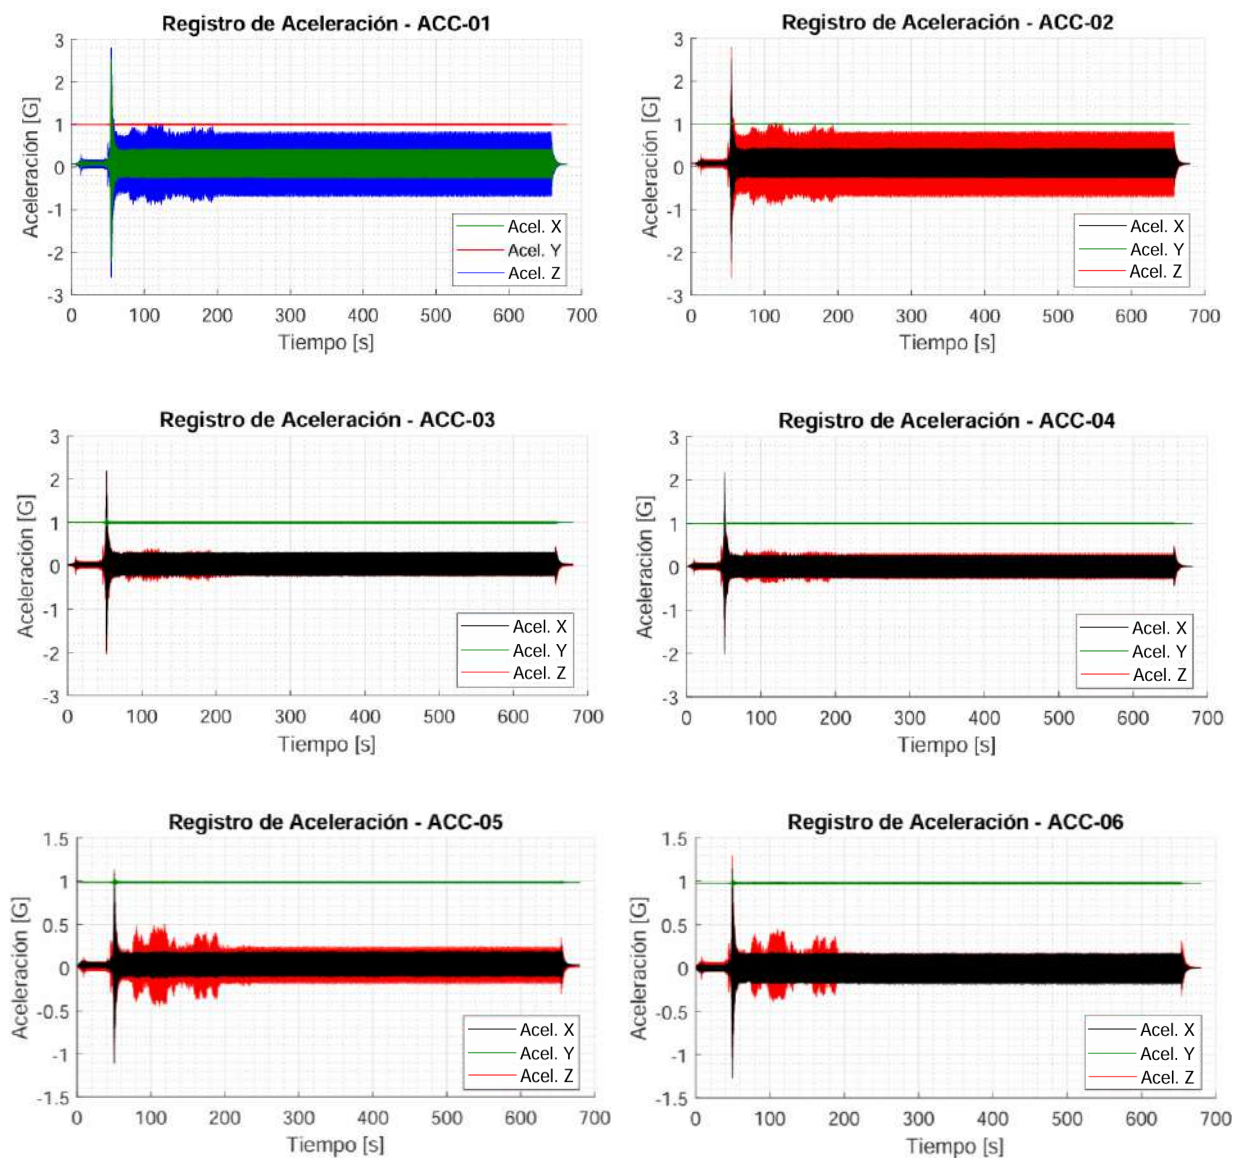 Registro de Aceleración - ACC-01
Aceleración [G]
3
2
1
0
-1
-2
-3
Acel. X
Acel. Y
Acel. Z
0 100 200 300 400 500 600 700
Tiempo [s]
Registro de Aceleración - ACC-02
Aceleración [G]
3
2
1
0
-1
-2
-3
Acel. X
Acel. Y
Acel. Z
0 100 200 300 400 500 600 700
Tiempo [s]
Registro de Aceleración - ACC-03
Aceleración [G]
3
2
1
0
-1
-2
-3
Acel. X
Acel. Y
Acel. Z
0 100 200 300 400 500 600 700
Tiempo [s]
Registro de Aceleración - ACC-04
Aceleración [G]
3
2
1
0
-1
-2
-3
Acel. X
Acel. Y
Acel. Z
0 100 200 300 400 500 600 700
Tiempo [s]
Registro de Aceleración - ACC-05
Aceleración [G]
1.5
1
0.5
0
-0.5
-1
-1.5
Acel. X
Acel. Y
Acel. Z
0 100 200 300 400 500 600 700
Tiempo [s]
Registro de Aceleración - ACC-06
Aceleración [G]
1.5
1
0.5
0
-0.5
-1
-1.5
Acel. X
Acel. Y
Acel. Z
0 100 200 300 400 500 600 700
Tiempo [s]